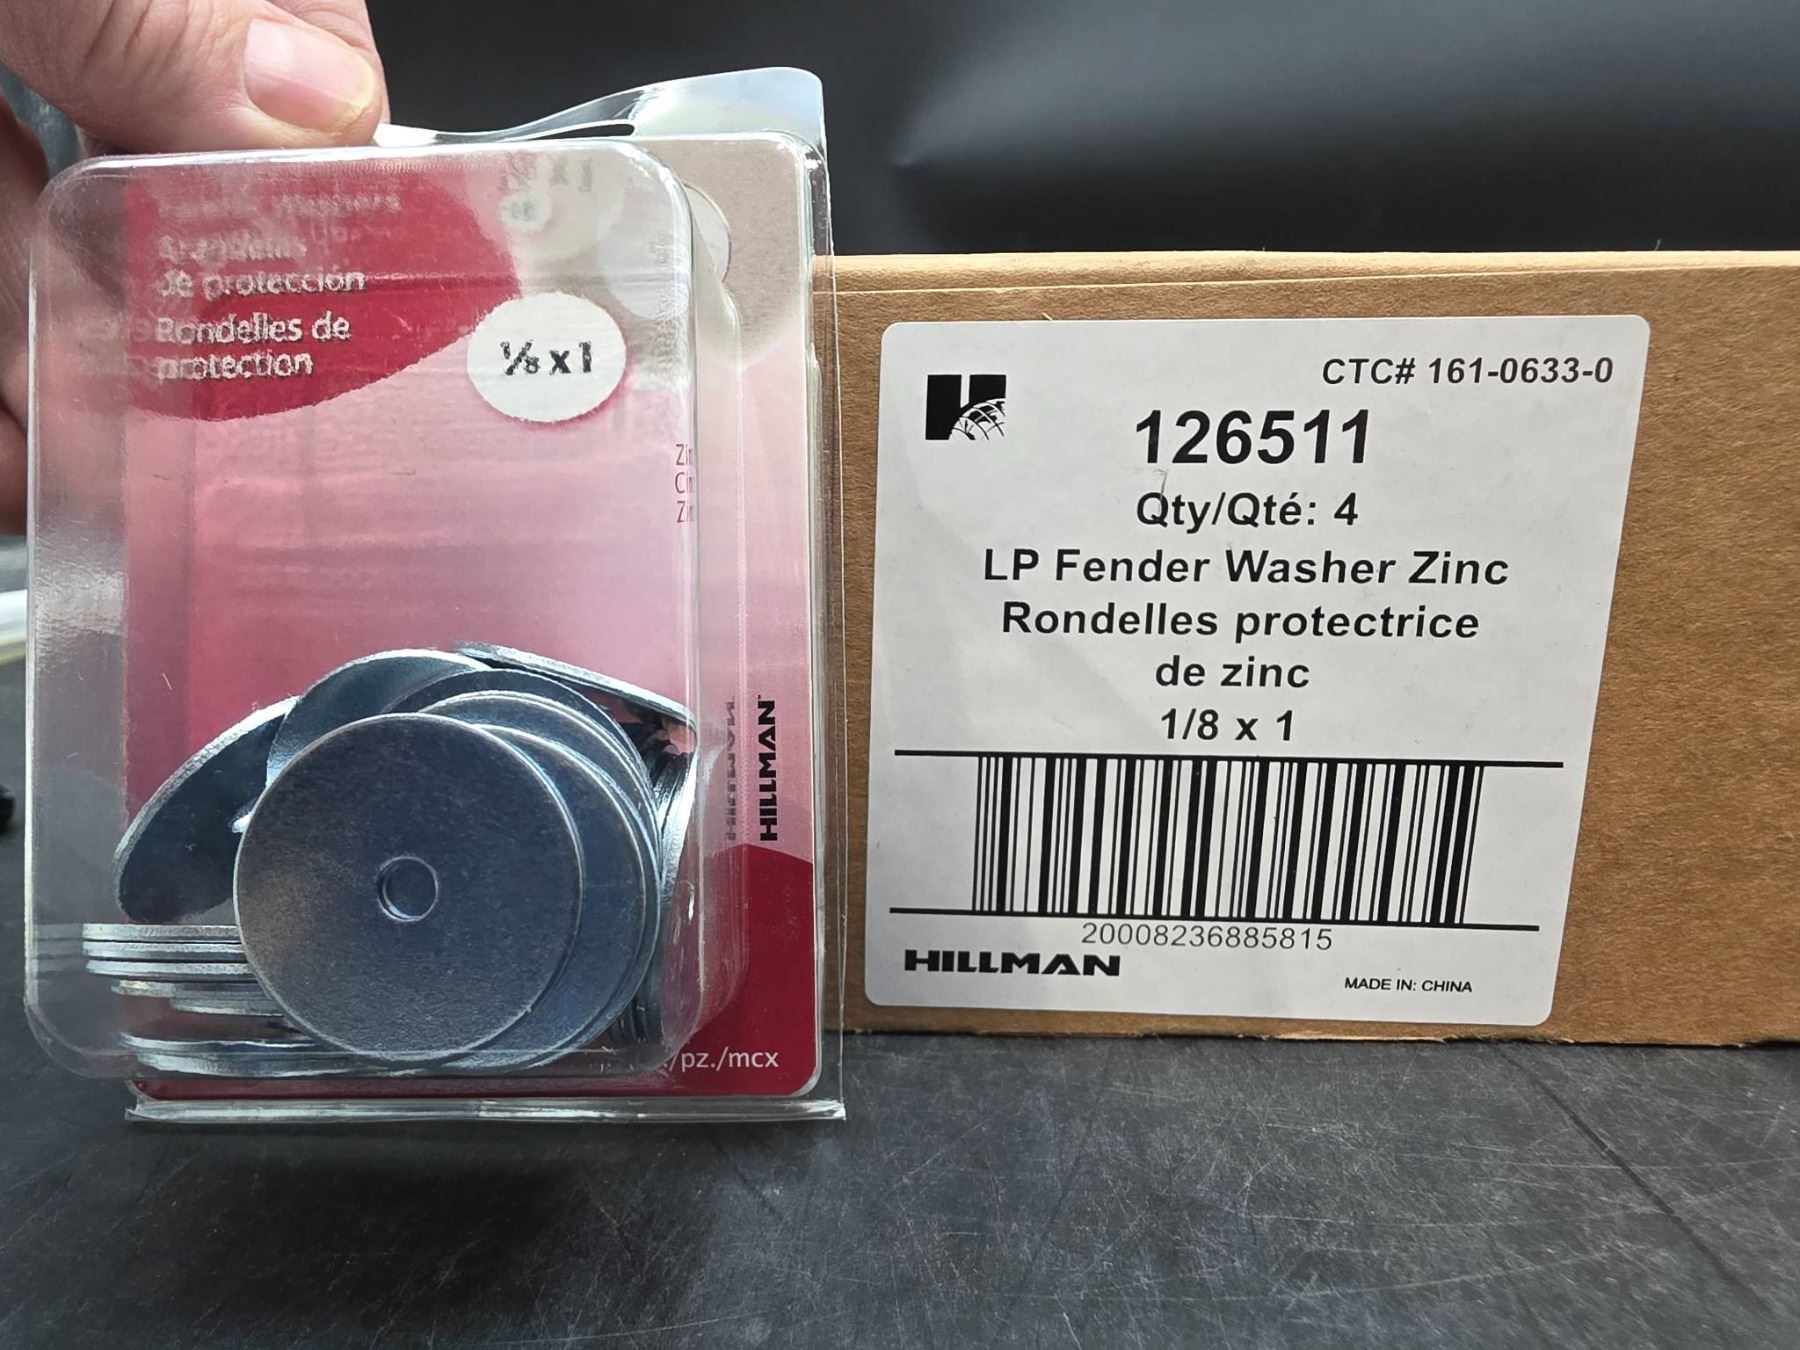 Washers
de protección
Rondelles de
protection
1/8 x 1
HILLMAN
/pz./mcx
CTC# 161-0633-0
126511
Qty/Qté: 4
LP Fender Washer Zinc
Rondelles protectrice
de zinc
1/8 x 1
20008236885815
HILLMAN
MADE IN: CHINA